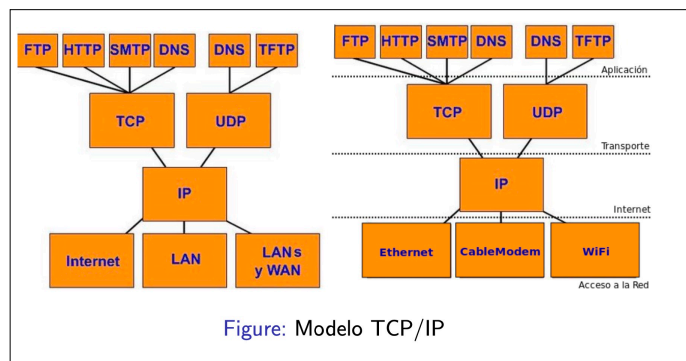 FTP HTTP SMTP DNS DNS TFTP
TCP UDP
IP
Internet LAN LANs
y WAN
FTP HTTP SMTP DNS DNS TFTP
Aplicación
TCP UDP
Transporte
IP
Internet
Ethernet CableModem WiFi
Acceso a la Red
Figure: Modelo TCP/IP